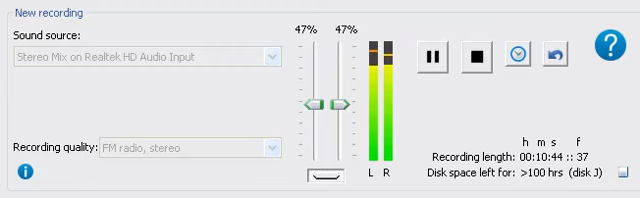 New recording
Sound source:
Stereo Mix on Realtek HD Audio Input
47% 47%
?
Recording quality: FM radio, stereo
i
L R
h m s f
Recording length: 00:10:44 :: 37
Disk space left for: >100 hrs (disk J)